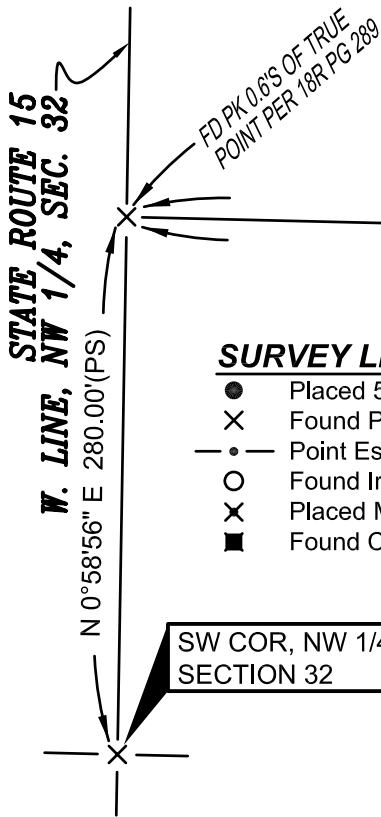 FD PK 0.6'S OF TRUE
POINT PER 18R PG 289
STATE ROUTE 15
W. LINE, NW 1/4, SEC. 32
N 0°58'56" E 280.00'(PS)
SURVEY L
Placed 5
Found P
Point Es
Found Ir
Placed M
Found C
SW COR, NW 1/4
SECTION 32